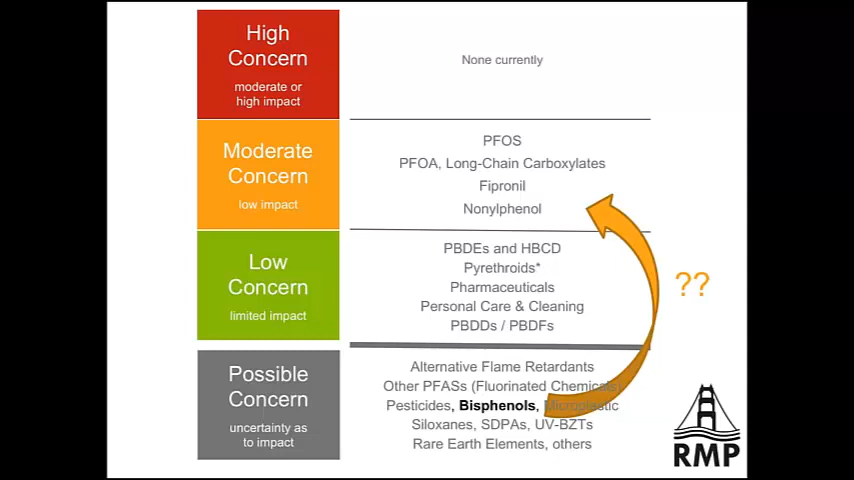 High
Concern
moderate or
high impact
None currently
Moderate
Concern
low impact
PFOS
PFOA, Long-Chain Carboxylates
Fipronil
Nonylphenol
Low
Concern
limited impact
PBDEs and HBCD
Pyrethroids*
Pharmaceuticals
Personal Care & Cleaning
PBDDs / PBDFs
??
Possible
Concern
uncertainty as
to impact
Alternative Flame Retardants
Other PFASs (Fluorinated Chemicals)
Pesticides, Bisphenols, Microplastic
Siloxanes, SDPAs, UV-BZTs
Rare Earth Elements, others
RMP